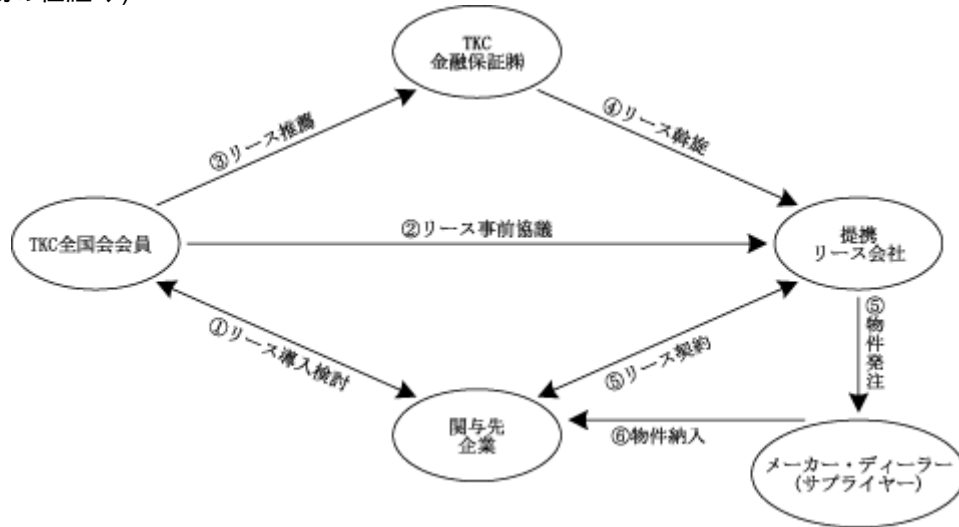 TKC
金融保証㈱
③リース推薦
④リース斡旋
TKC全国会会員
②リース事前協議
提携
リース会社
①リース導入検討
⑤リース契約
⑤物件発注
関与先
企業
⑥物件納入
メーカー・ディーラー
(サプライヤー)